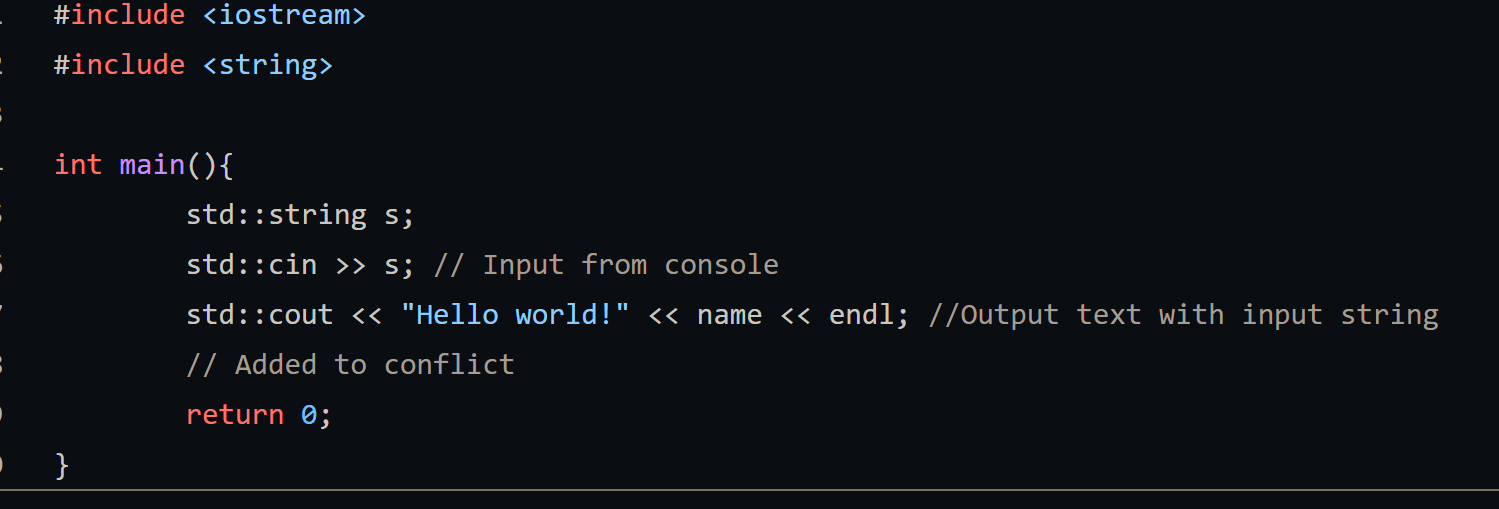 #include <iostream>
#include <string>
int main(){
std::string s;
std::cin >> s; // Input from console
std::cout << "Hello world!" << name << endl; //Output text with input string
// Added to conflict
return 0;
}